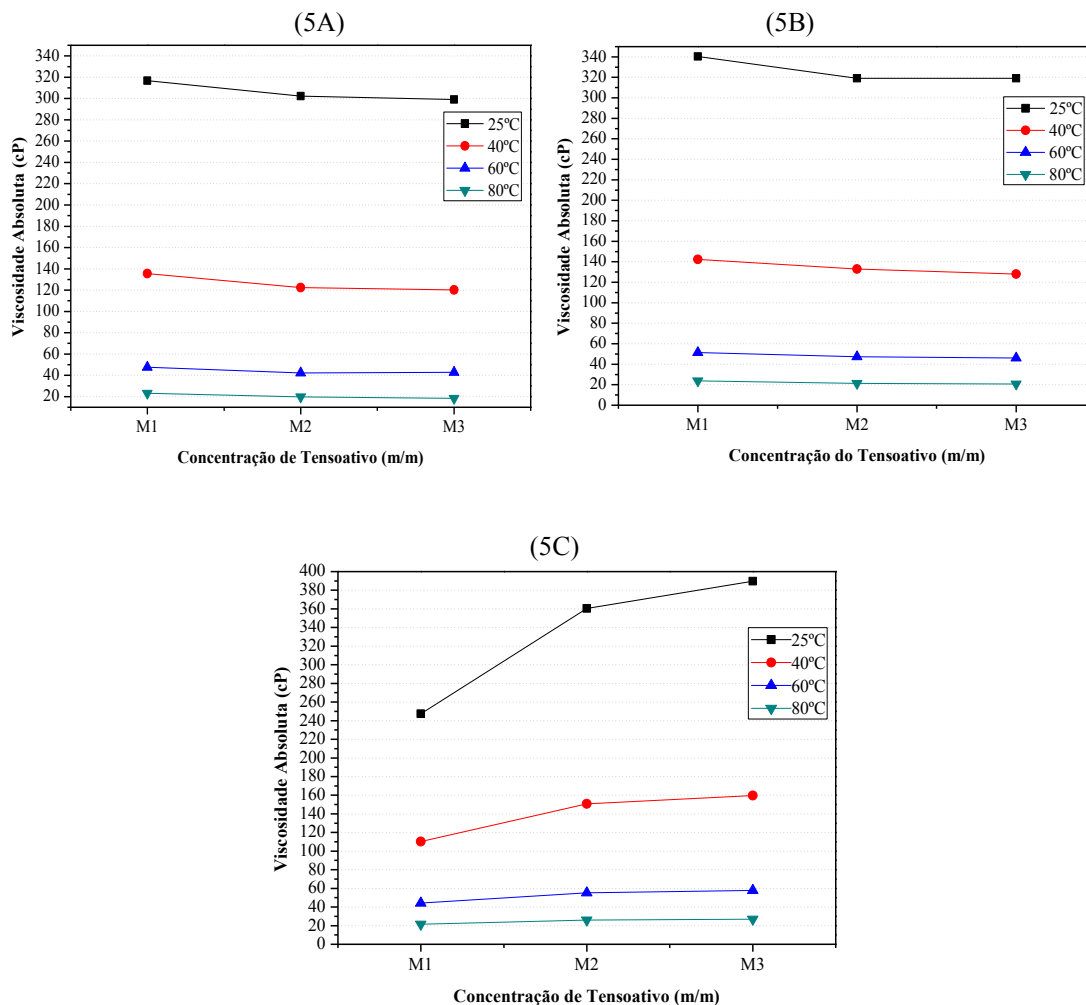 (5A)
340
320
300
280
260
240
220
200
180
160
140
120
100
80
60
40
20
Viscosidade Absoluta (cP)
25ºC
40ºC
60ºC
80ºC
M1 M2 M3
Concentração de Tensoativo (m/m)
(5B)
340
320
300
280
260
240
220
200
180
160
140
120
100
80
60
40
20
0
Viscosidade Absoluta (cP)
25ºC
40ºC
60ºC
80ºC
M1 M2 M3
Concentração do Tensoativo (m/m)
(5C)
400
380
360
340
320
300
280
260
240
220
200
180
160
140
120
100
80
60
40
20
0
Viscosidade Absoluta (cP)
25ºC
40ºC
60ºC
80ºC
M1 M2 M3
Concentração de Tensoativo (m/m)